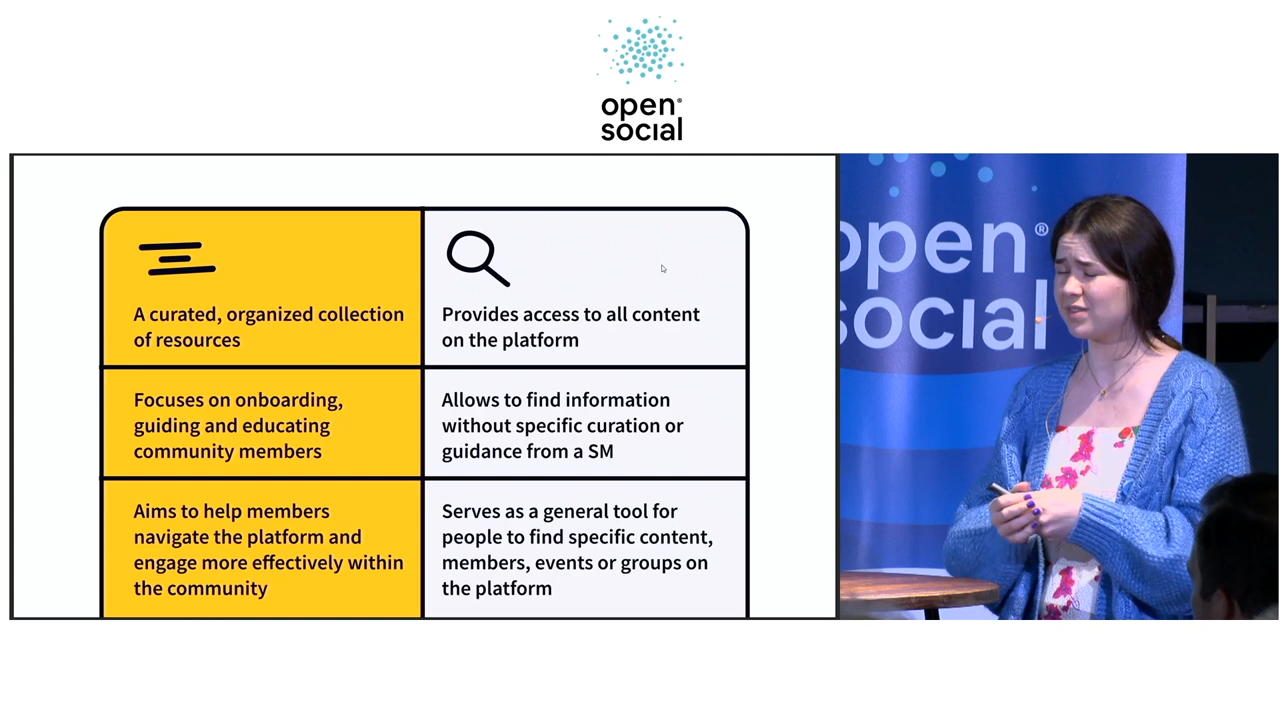 open®
social
A curated, organized collection
of resources
Provides access to all content
on the platform
Focuses on onboarding,
guiding and educating
community members
Allows to find information
without specific curation or
guidance from a SM
Aims to help members
navigate the platform and
engage more effectively within
the community
Serves as a general tool for
people to find specific content,
members, events or groups on
the platform
open®
social